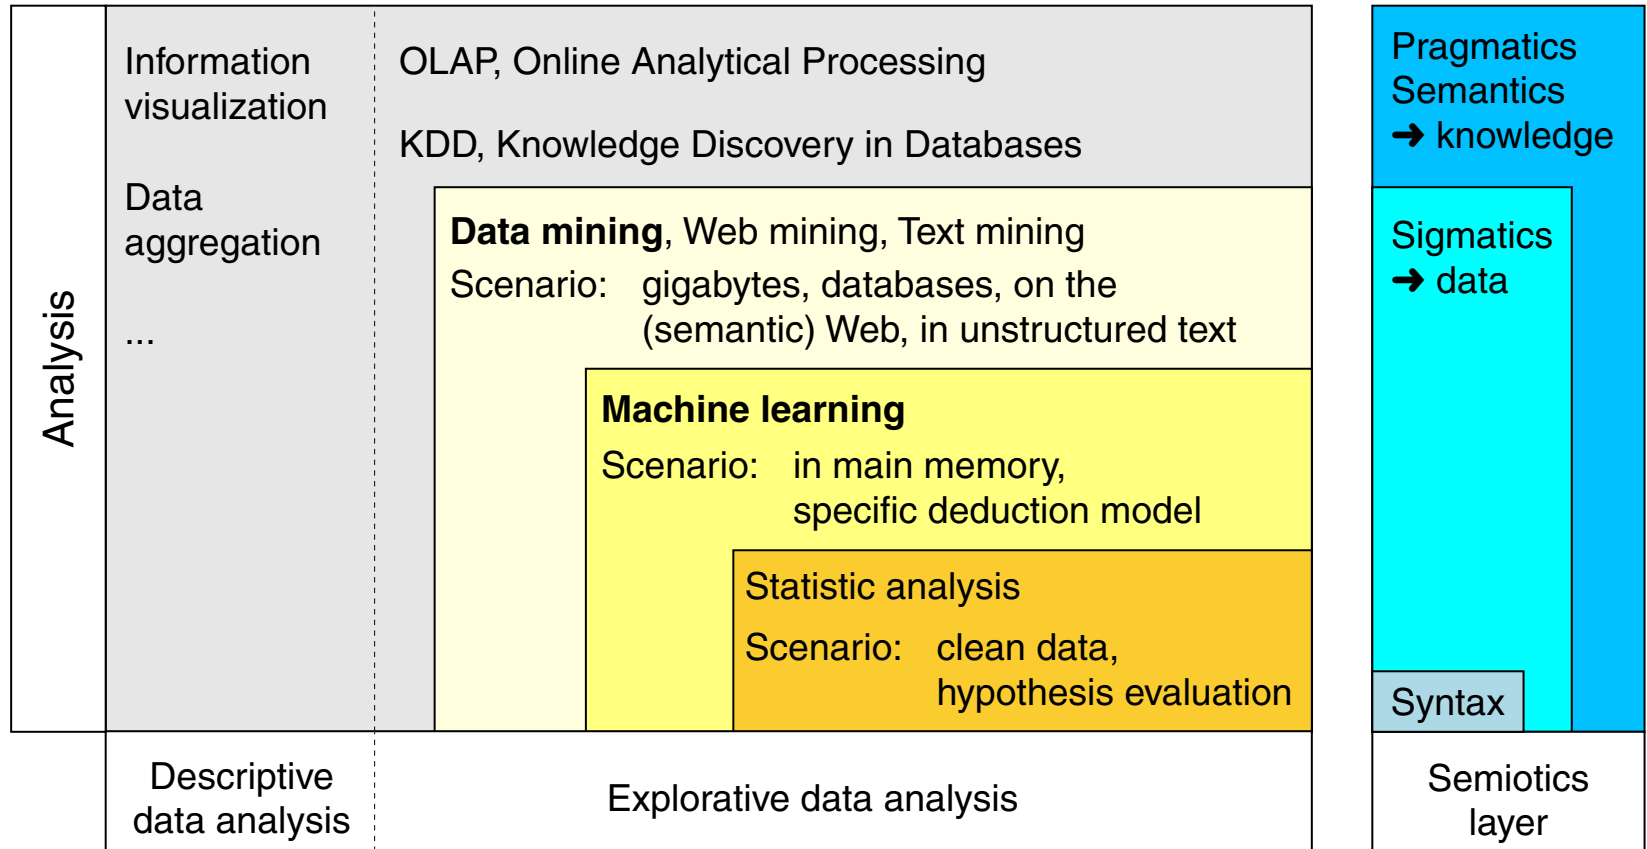 Analysis
Information
visualization
Data
aggregation
...
OLAP, Online Analytical Processing
KDD, Knowledge Discovery in Databases
Data mining, Web mining, Text mining
Scenario: gigabytes, databases, on the
(semantic) Web, in unstructured text
Machine learning
Scenario: in main memory,
specific deduction model
Statistic analysis
Scenario: clean data,
hypothesis evaluation
Descriptive
data analysis
Explorative data analysis
Pragmatics
Semantics
➜ knowledge
Sigmatics
➜ data
Syntax
Semiotics
layer